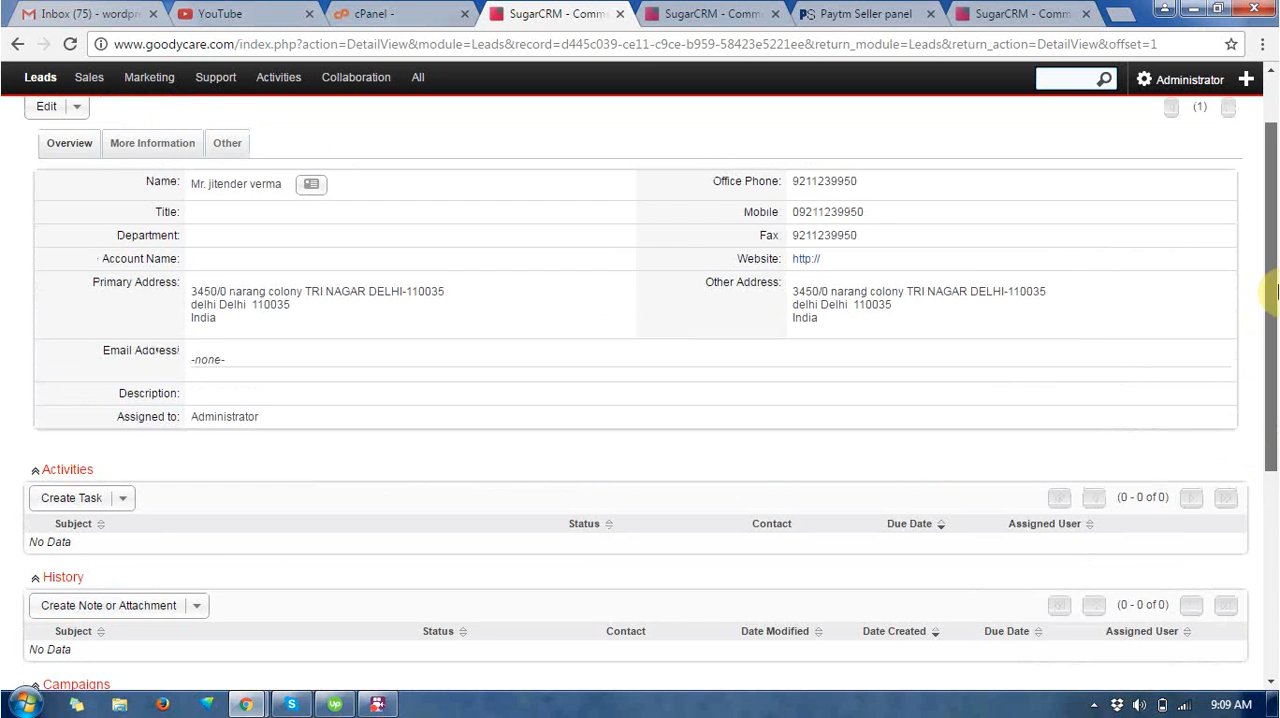 Inbox (75) - wordpr
YouTube
cPanel -
SugarCRM - Comme
SugarCRM - Comm
Paytm Seller panel
SugarCRM - Comm
www.goodycare.com/index.php?action=DetailView&module=Leads&record=d445c039-ce11-c9ce-b959-58423e5221ee&return_module=Leads&return_action=DetailView&offset=1
Leads Sales Marketing Support Activities Collaboration All
Administrator
Edit
(1)
Overview More Information Other
Name: Mr. jitender verma Office Phone: 9211239950
Title: Mobile: 09211239950
Department: Fax: 9211239950
Account Name: Website: http://
Primary Address: 3450/0 narang colony TRI NAGAR DELHI-110035 Other Address: 3450/0 narang colony TRI NAGAR DELHI-110035
delhi Delhi 110035 delhi Delhi 110035
India India
Email Address: -none-
Description:
Assigned to: Administrator
Activities
Create Task (0 - 0 of 0)
Subject Status Contact Due Date Assigned User
No Data
History
Create Note or Attachment (0 - 0 of 0)
Subject Status Contact Date Modified Date Created Due Date Assigned User
No Data
Campaigns
9:09 AM